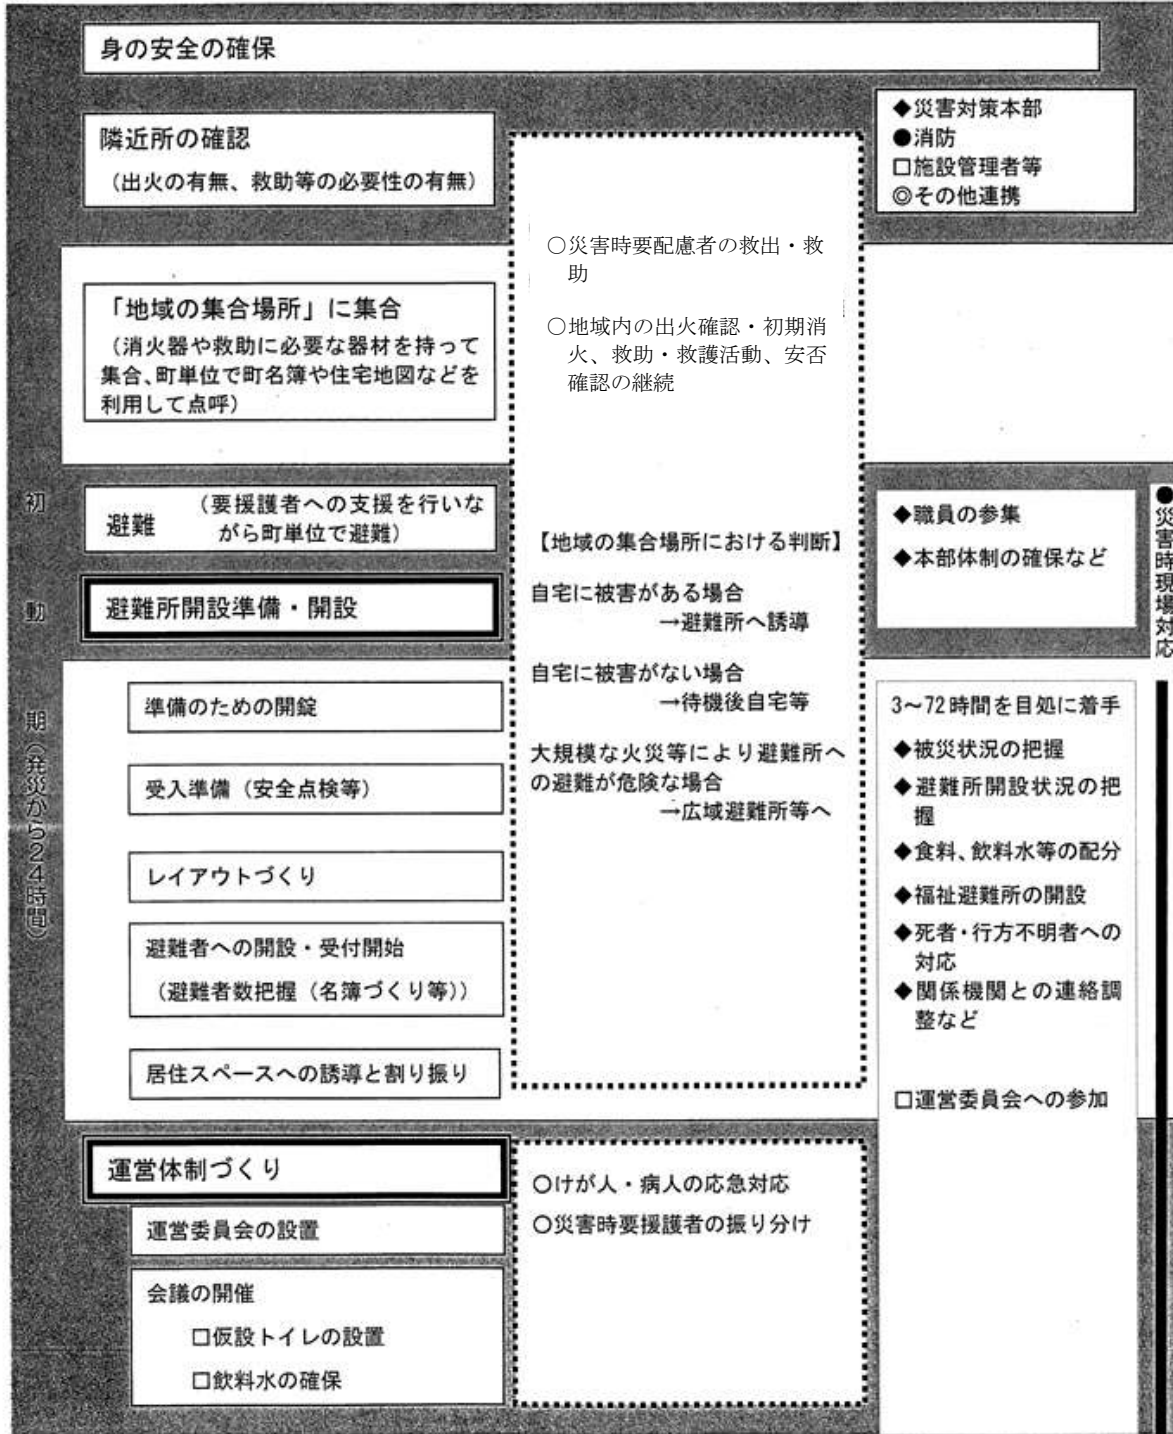 身の安全の確保
隣近所の確認
（出火の有無、救助等の必要性の有無）
◆災害対策本部
●消防
□施設管理者等
◎その他連携
「地域の集合場所」に集合
（消火器や救助に必要な器材を持って
集合、町単位で町名簿や住宅地図などを
利用して点呼）
○災害時要配慮者の救出・救
助
○地域内の出火確認・初期消
火、救助・救護活動、安否
確認の継続
初動期（発災から24時間）
避難　（要援護者への支援を行いな
がら町単位で避難）
避難所開設準備・開設
【地域の集合場所における判断】
自宅に被害がある場合
→避難所へ誘導
自宅に被害がない場合
→待機後自宅等
大規模な火災等により避難所へ
の避難が危険な場合
→広域避難所等へ
◆職員の参集
◆本部体制の確保など
●災害時現場対応
準備のための開錠
受入準備（安全点検等）
レイアウトづくり
避難者への開設・受付開始
（避難者数把握（名簿づくり等））
居住スペースへの誘導と割り振り
3～72時間を目処に着手
◆被災状況の把握
◆避難所開設状況の把
握
◆食料、飲料水等の配分
◆福祉避難所の開設
◆死者・行方不明者への
対応
◆関係機関との連絡調
整など
□運営委員会への参加
運営体制づくり
運営委員会の設置
会議の開催
□仮設トイレの設置
□飲料水の確保
○けが人・病人の応急対応
○災害時要援護者の振り分け